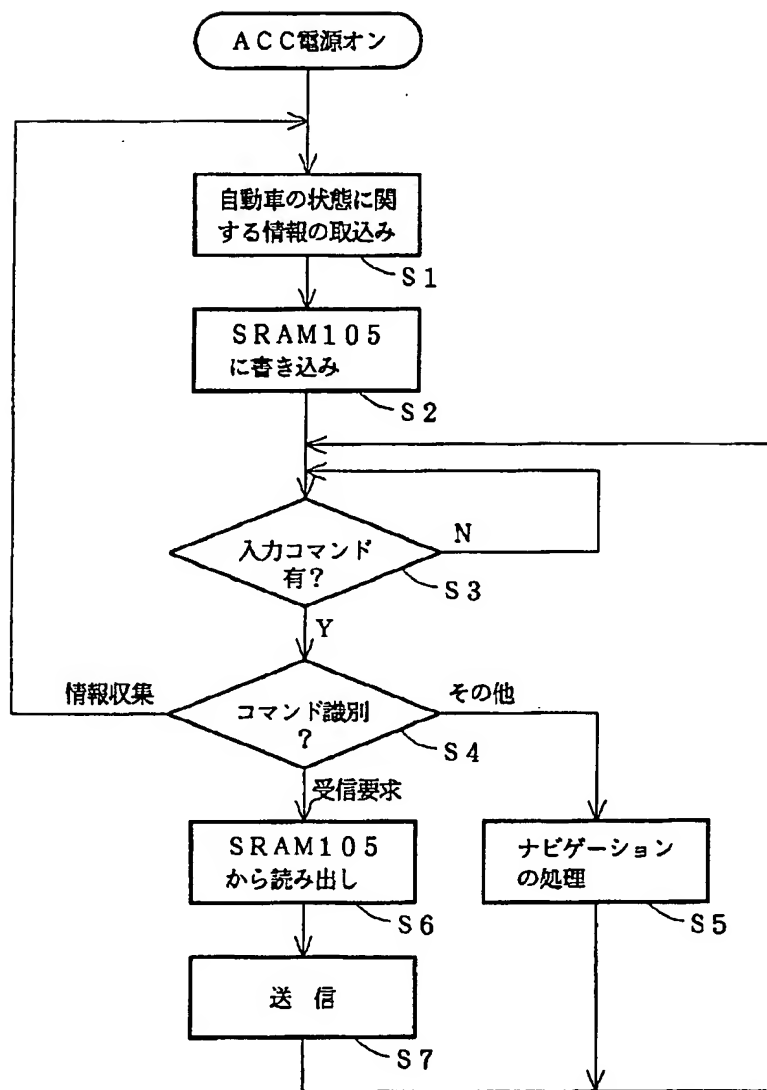 ACC電源オン
自動車の状態に関
する情報の取込み
S1
SRAM105
に書き込み
S2
入力コマンド
有?
N
S3
Y
情報収集
コマンド識別
?
その他
S4
受信要求
SRAM105
から読み出し
S6
ナビゲーション
の処理
S5
送信
S7